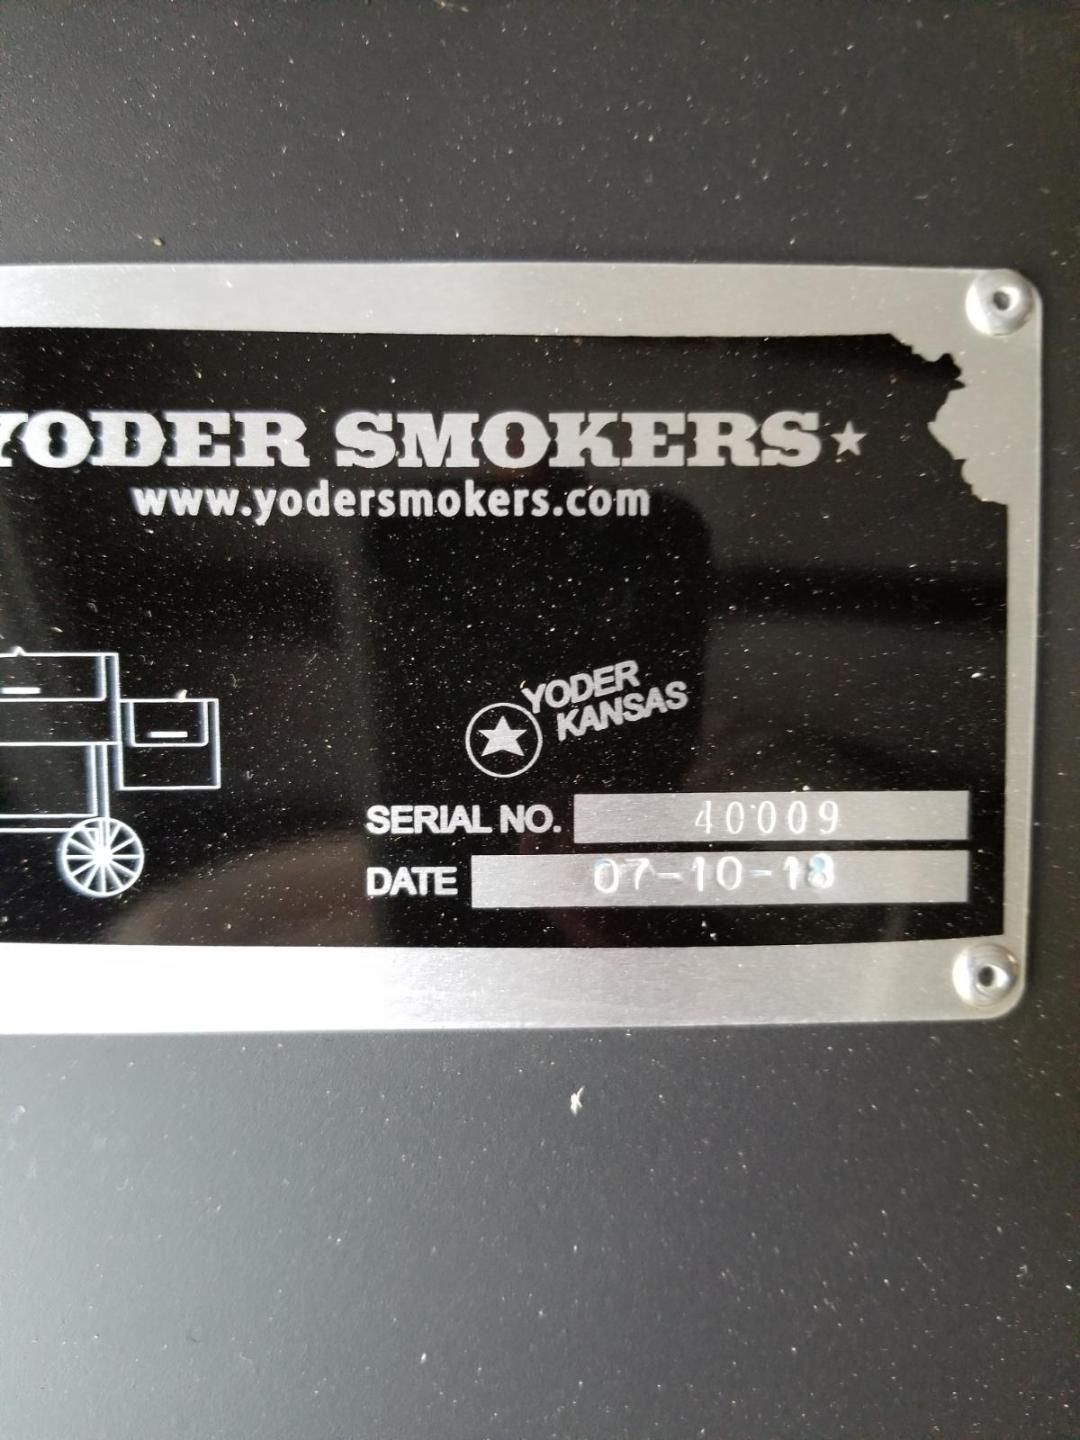 YODER SMOKERS
www.yodersmokers.com
YODER
KANSAS
SERIAL NO. 40009
DATE 07-10-18